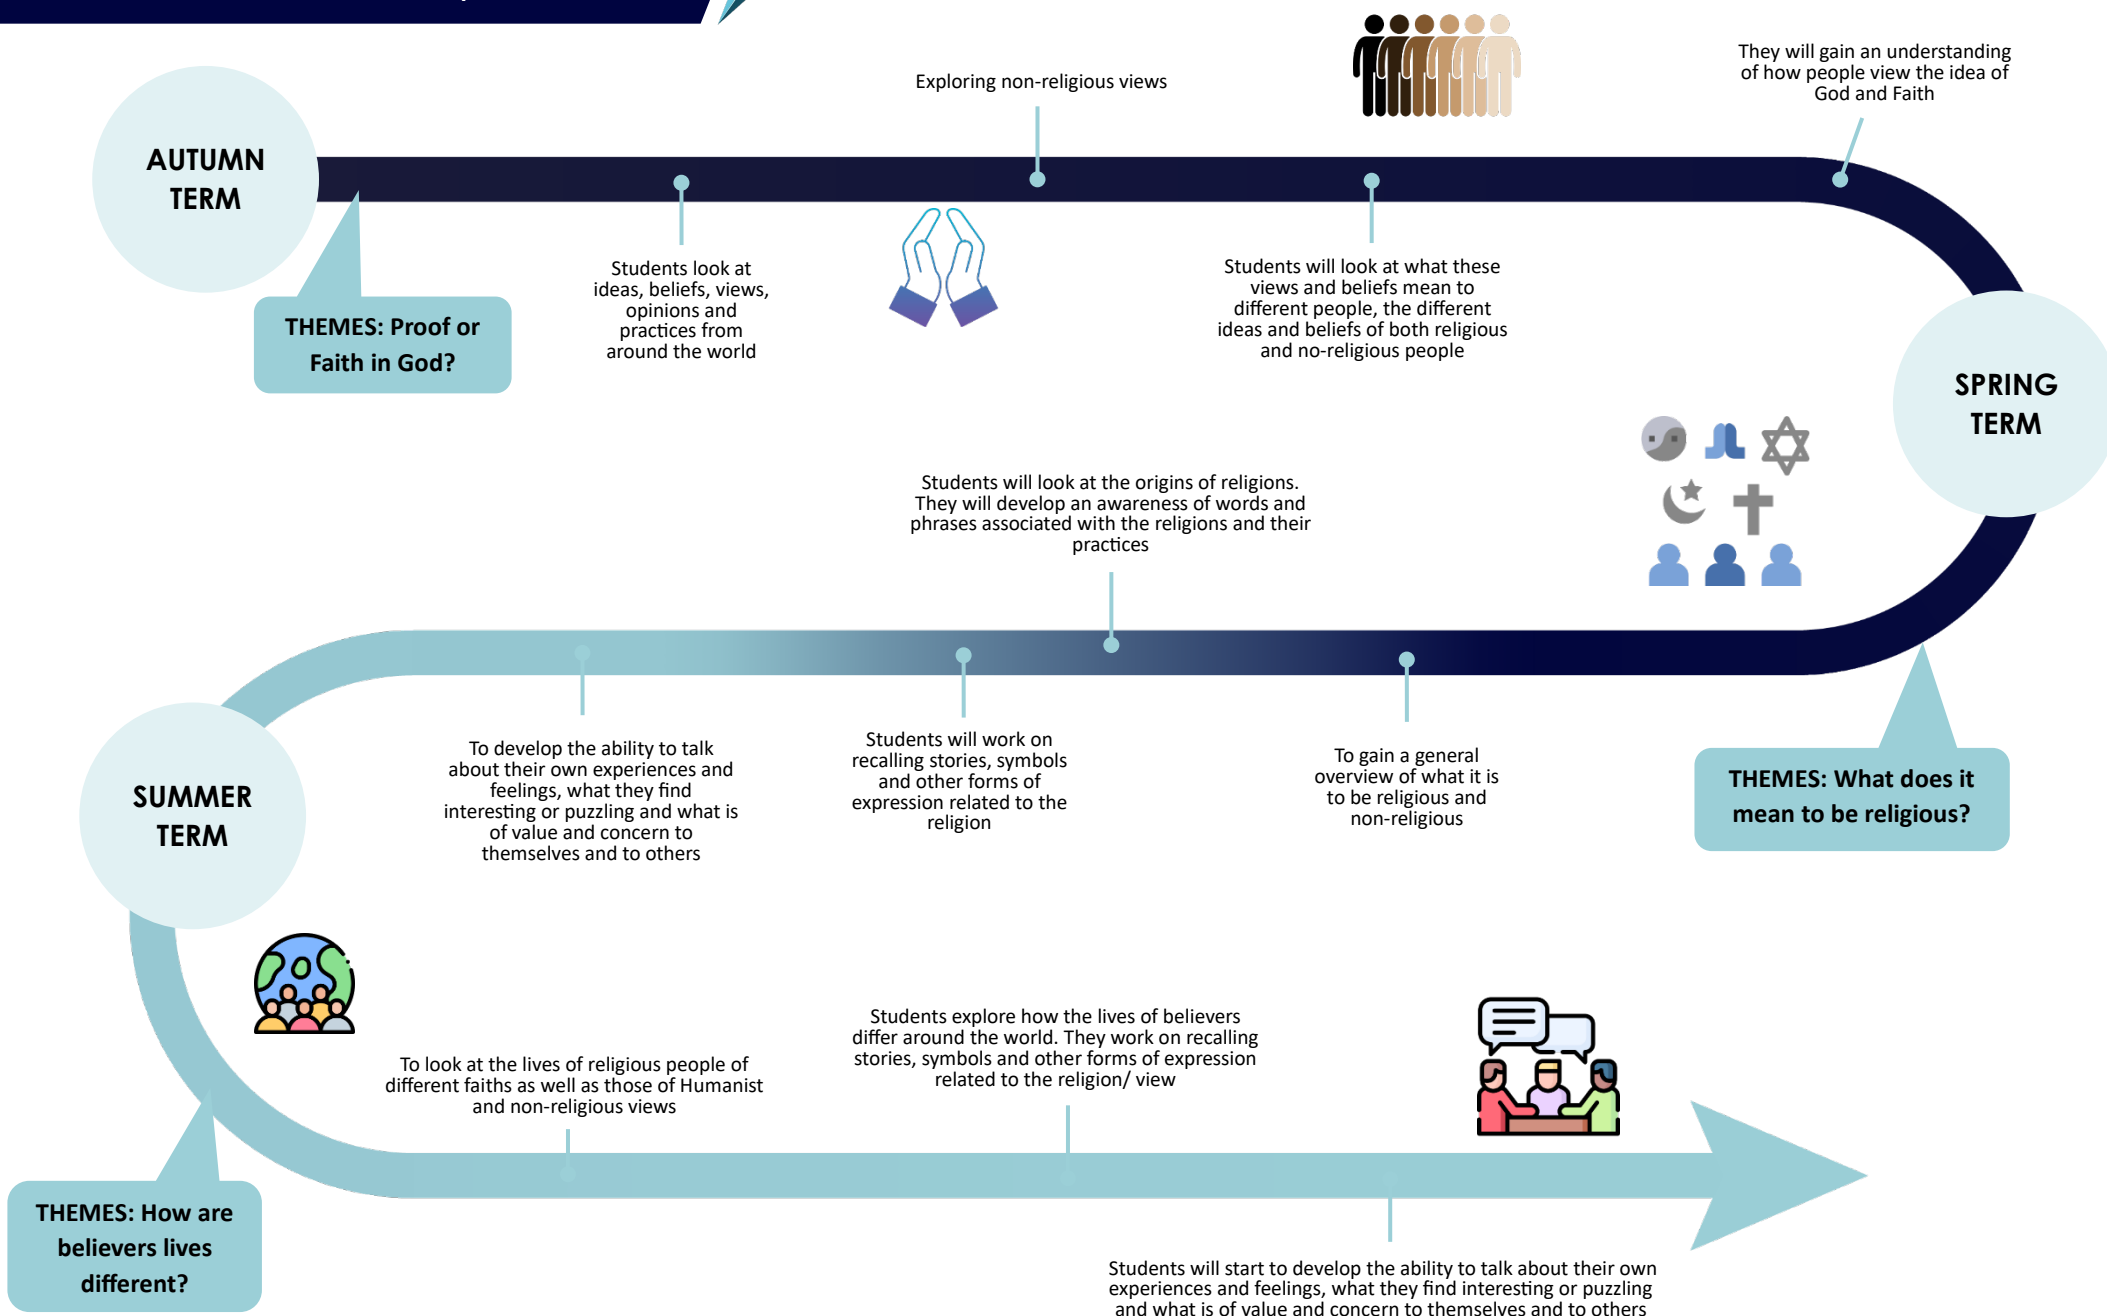 AUTUMN
TERM
THEMES: Proof or
Faith in God?
Students look at
ideas, beliefs, views,
opinions and
practices from
around the world
Exploring non-religious views
Students will look at what these
views and beliefs mean to
different people, the different
ideas and beliefs of both religious
and no-religious people
They will gain an understanding
of how people view the idea of
God and Faith
SPRING
TERM
THEMES: What does it
mean to be religious?
To gain a general
overview of what it is
to be religious and
non-religious
Students will look at the origins of religions.
They will develop an awareness of words and
phrases associated with the religions and their
practices
Students will work on
recalling stories, symbols
and other forms of
expression related to the
religion
To develop the ability to talk
about their own experiences and
feelings, what they find
interesting or puzzling and what is
of value and concern to
themselves and to others
SUMMER
TERM
THEMES: How are
believers lives
different?
To look at the lives of religious people of
different faiths as well as those of Humanist
and non-religious views
Students explore how the lives of believers
differ around the world. They work on recalling
stories, symbols and other forms of expression
related to the religion/ view
Students will start to develop the ability to talk about their own
experiences and feelings, what they find interesting or puzzling
and what is of value and concern to themselves and to others